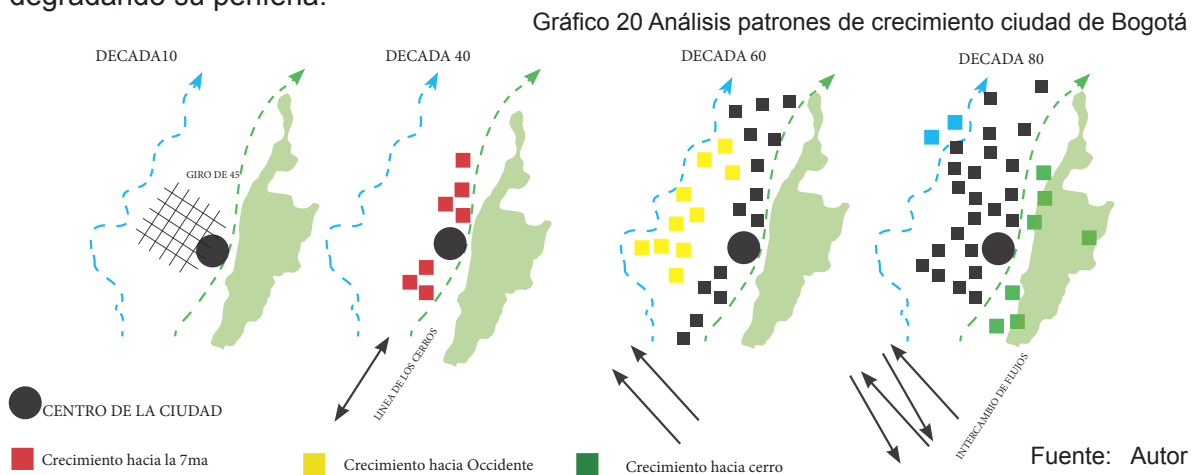 degradando su periferia.
Gráfico 20 Análisis patrones de crecimiento ciudad de Bogotá
DECADA10
DECADA 40
DECADA 60
DECADA 80
GIRO DE 45
LINEA DE LOS CERROS
INTERCAMBIO DE FLUJOS
CENTRO DE LA CIUDAD
Crecimiento hacia la 7ma
Crecimiento hacia Occidente
Crecimiento hacia cerro
Fuente: Autor